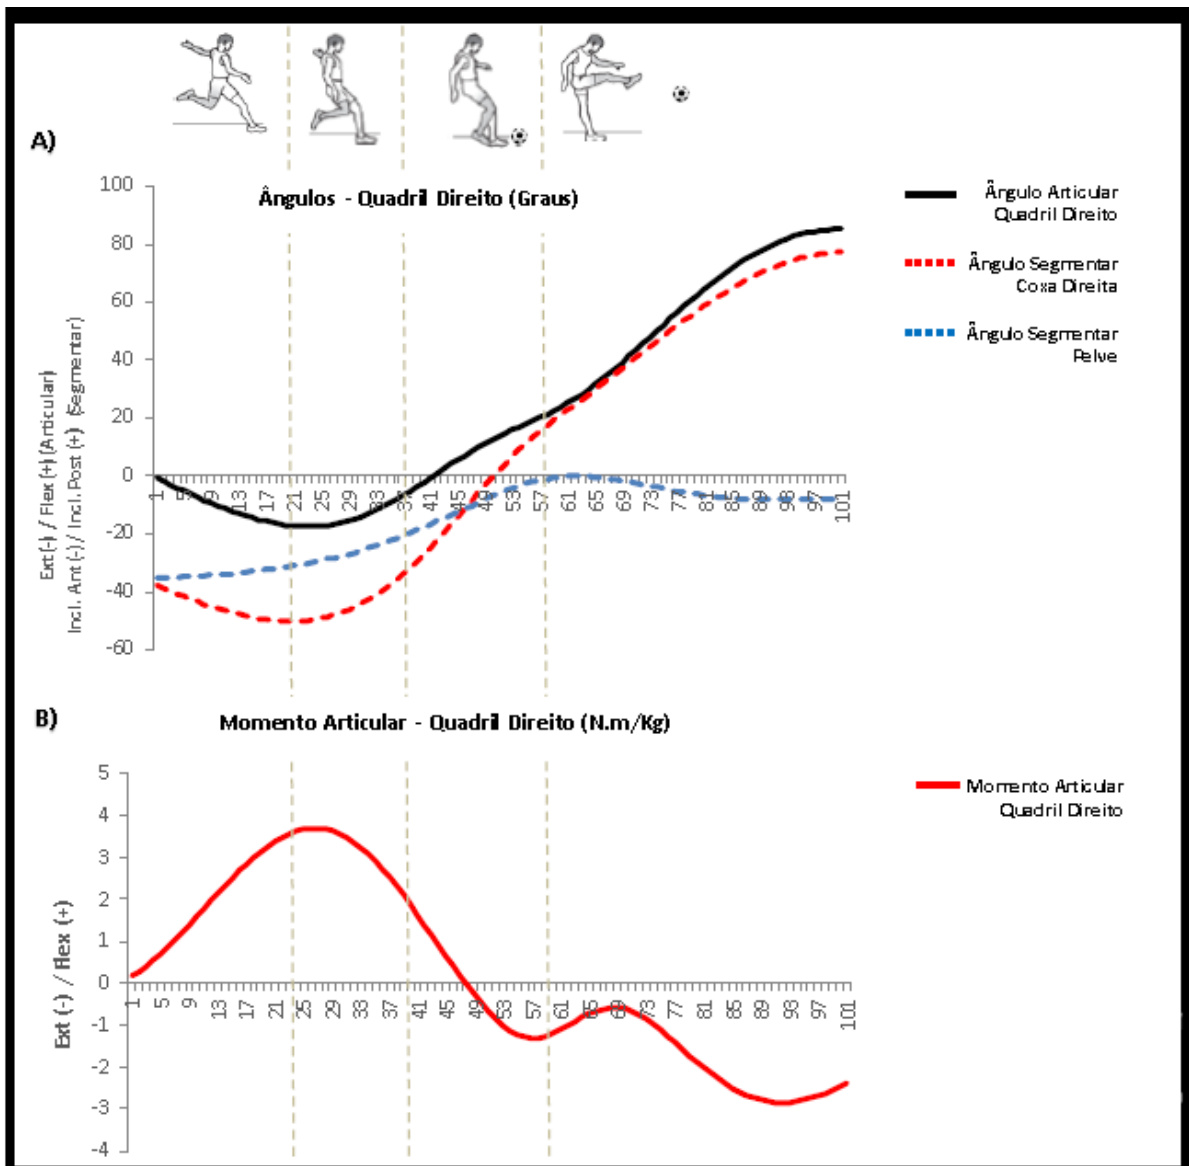 A)
Ângulos - Quadril Direito (Graus)
Ext (-) / Flex (+) (Articular)
Incl. Ant (-) / Incl. Post (+) (Segmentar)
100
80
60
40
20
0
-20
-40
-60
1 5 9 13 17 21 25 29 33 37 41 45 49 53 57 61 65 69 73 77 81 85 89 93 97 101
Ângulo Articular
Quadril Direito
Ângulo Segmentar
Coxa Direita
Ângulo Segmentar
Pelve
B)
Momento Articular - Quadril Direito (N.m/Kg)
Ext (-) / Flex (+)
5
4
3
2
1
0
-1
-2
-3
-4
1 5 9 13 17 21 25 29 33 37 41 45 49 53 57 61 65 69 73 77 81 85 89 93 97 101
Momento Articular
Quadril Direito